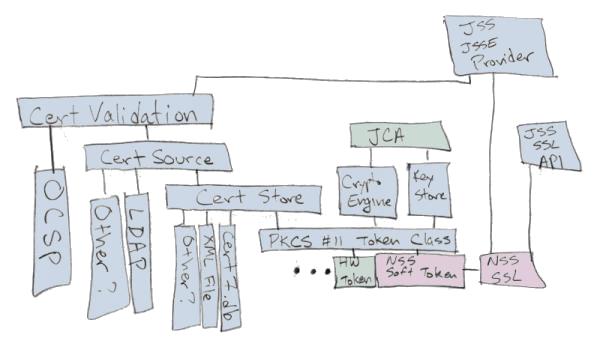 JSS
JSSE
Provider
Cert Validation
JCA
JSS
SSL
API
Cert Source
OCSP
Other?
LDAP
Crypto
Engine
Key
Store
Cert Store
PKCS #11 Token Class
Other?
XML File
Cert7.db
HW
Token
NSS
Soft Token
NSS
SSL